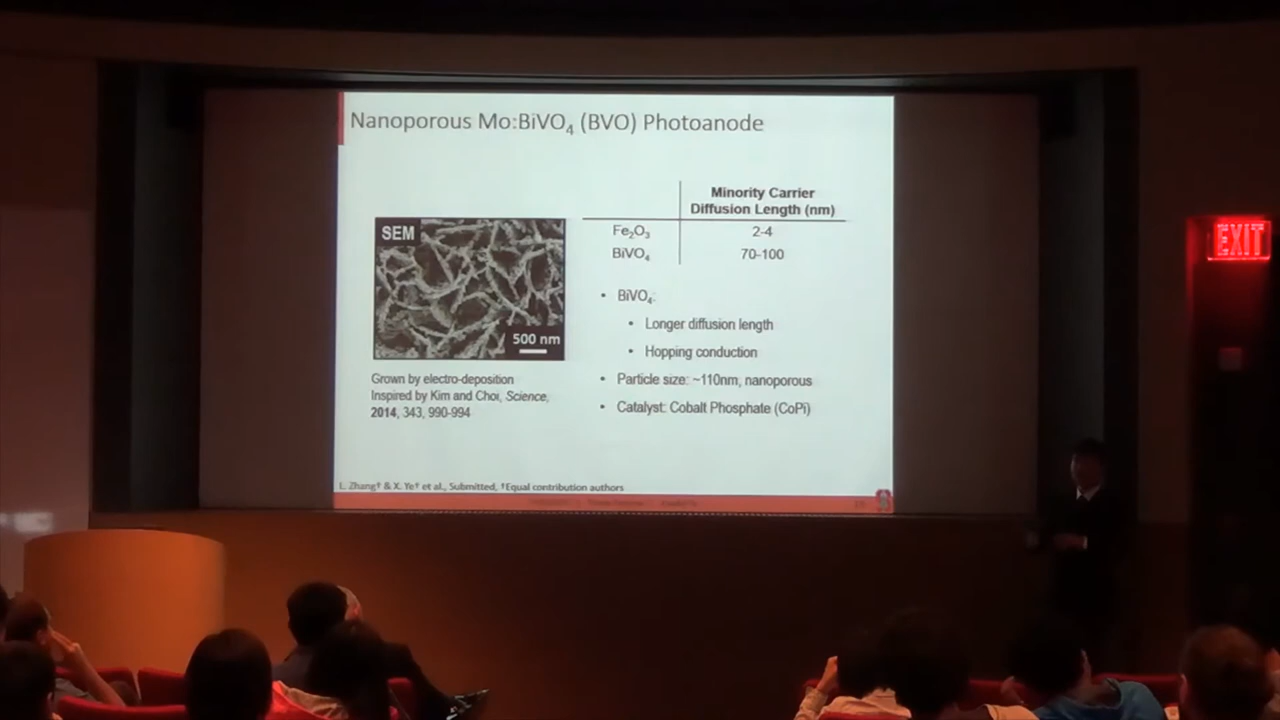 Nanoporous Mo:BiVO₄ (BVO) Photoanode
Minority Carrier
Diffusion Length (nm)
Fe₂O₃ 2-4
BiVO₄ 70-100
SEM
500 nm
Grown by electro-deposition
Inspired by Kim and Choi, Science,
2014, 343, 990-994
• BiVO₄:
• Longer diffusion length
• Hopping conduction
• Particle size: ~110nm, nanoporous
• Catalyst: Cobalt Phosphate (CoPi)
L. Zhang† & X. Ye† et al., Submitted, †Equal contribution authors
EXIT